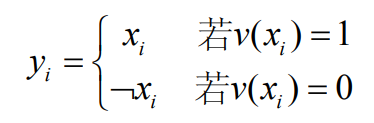 y_i = { x_i 若v(x_i) = 1
¬x_i 若v(x_i) = 0